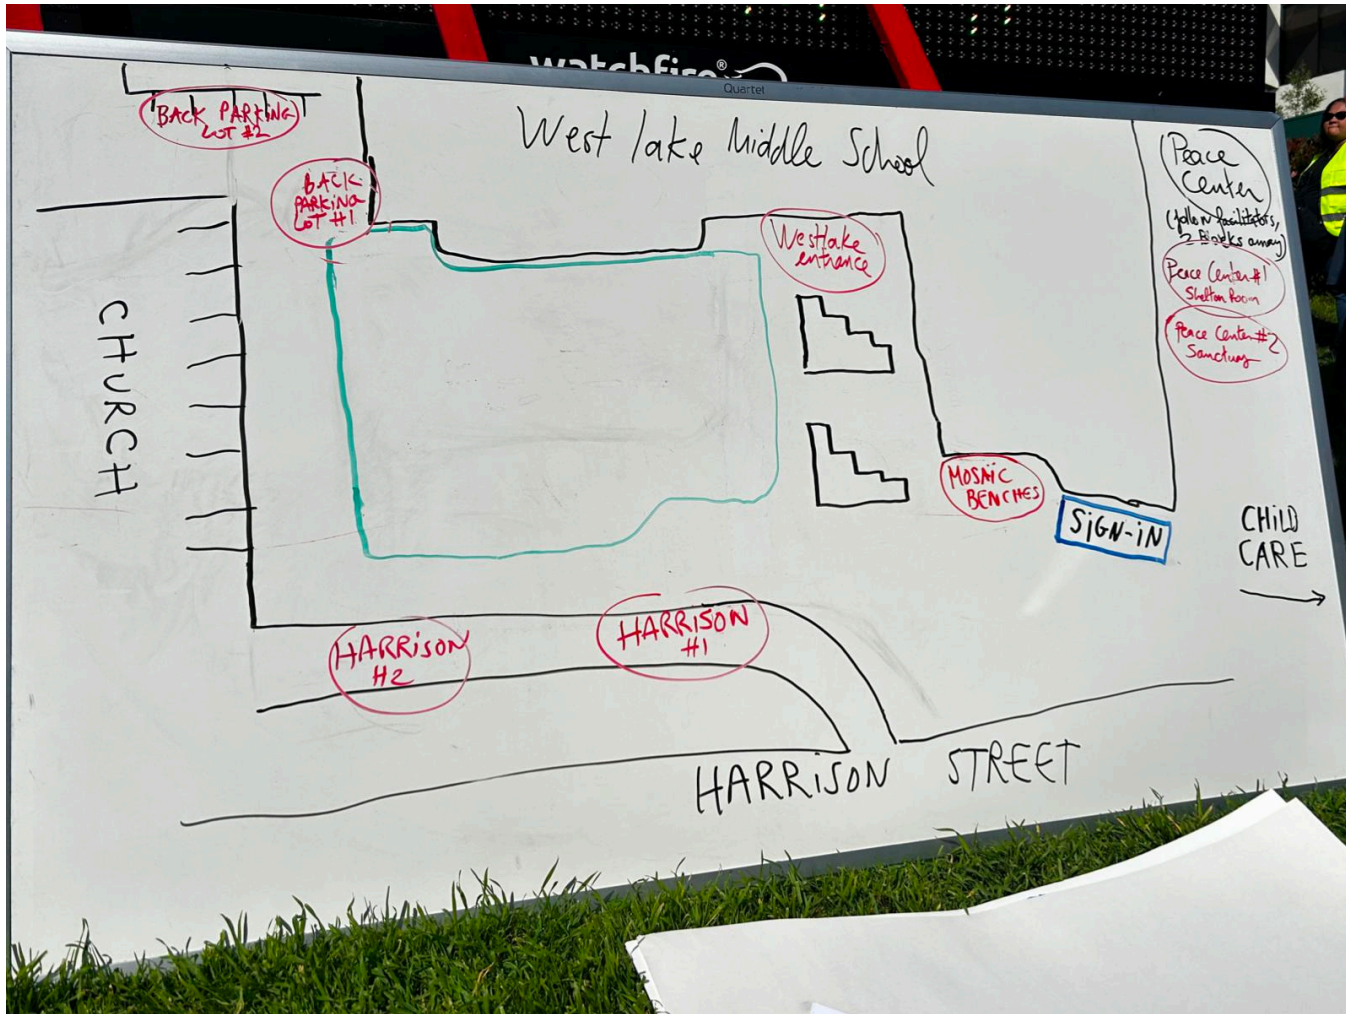 watchfire®
Quartet
BACK PARKING
LOT #2
West lake Middle School
Peace
Center
(follow facilitators,
2 Blocks away)
BACK
PARKING
LOT #1
Westlake
entrance
Peace Center #1
Shelton Room
Peace Center #2
Sanctuary
CHURCH
MOSAIC
BENCHES
SIGN-IN
CHILD
CARE
HARRISON
#2
HARRISON
#1
HARRISON STREET